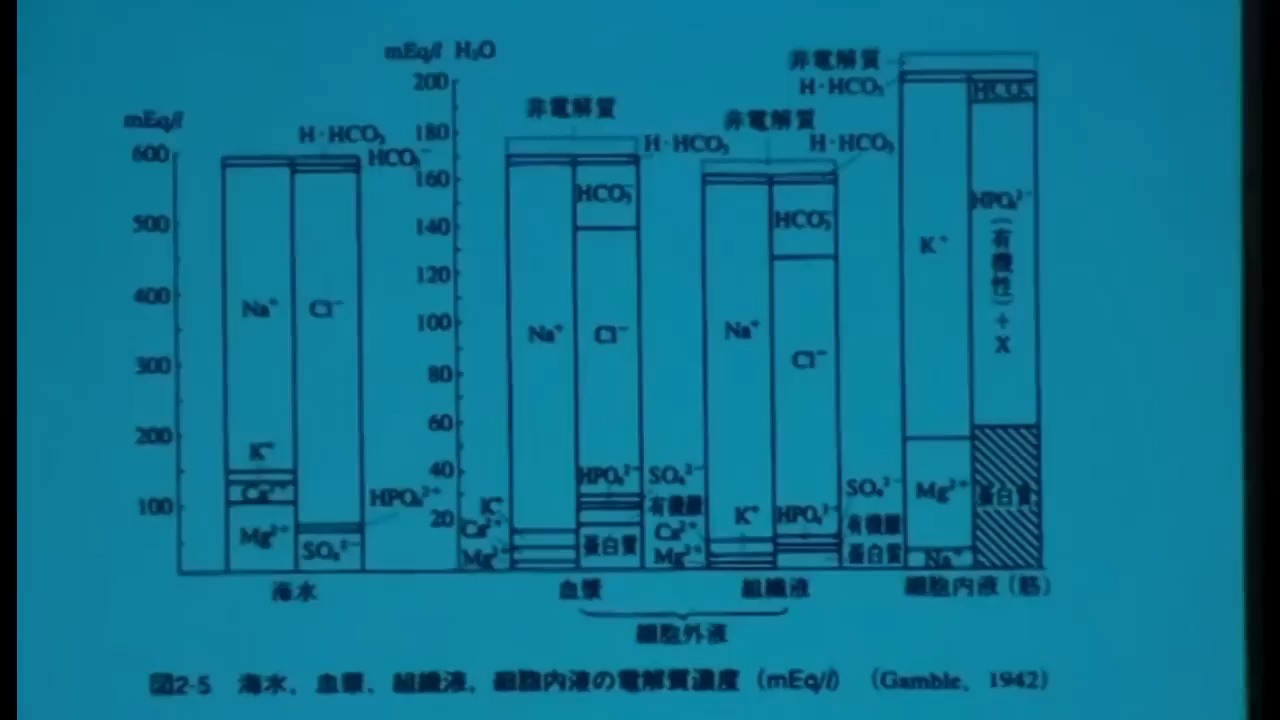 mEq/l H₂O
mEq/l
600
500
400
300
200
100
H·HCO₃
HCO₃⁻
Na⁺
Cl⁻
K⁺
Ca²⁺
Mg²⁺
HPO₄²⁺
SO₄²⁻
海水
200
180
160
140
120
100
80
60
40
20
非電解質
H·HCO₃
HCO₃⁻
Na⁺
Cl⁻
HPO₄²⁻
SO₄²⁻
K⁺
有機酸
Ca²⁺
蛋白質
Mg²⁺
血漿
非電解質
H·HCO₃
HCO₃⁻
Na⁺
Cl⁻
K⁺
HPO₄²⁻
SO₄²⁻
Ca²⁺
有機酸
Mg²⁺
蛋白質
組織液
細胞外液
非電解質
H·HCO₃
HCO₃⁻
K⁺
HPO₄²⁻(有機性)+X
Mg²⁺
蛋白質
Na⁺
細胞内液(筋)
図2-5 海水、血漿、組織液、細胞内液の電解質濃度(mEq/l)(Gamble, 1942)